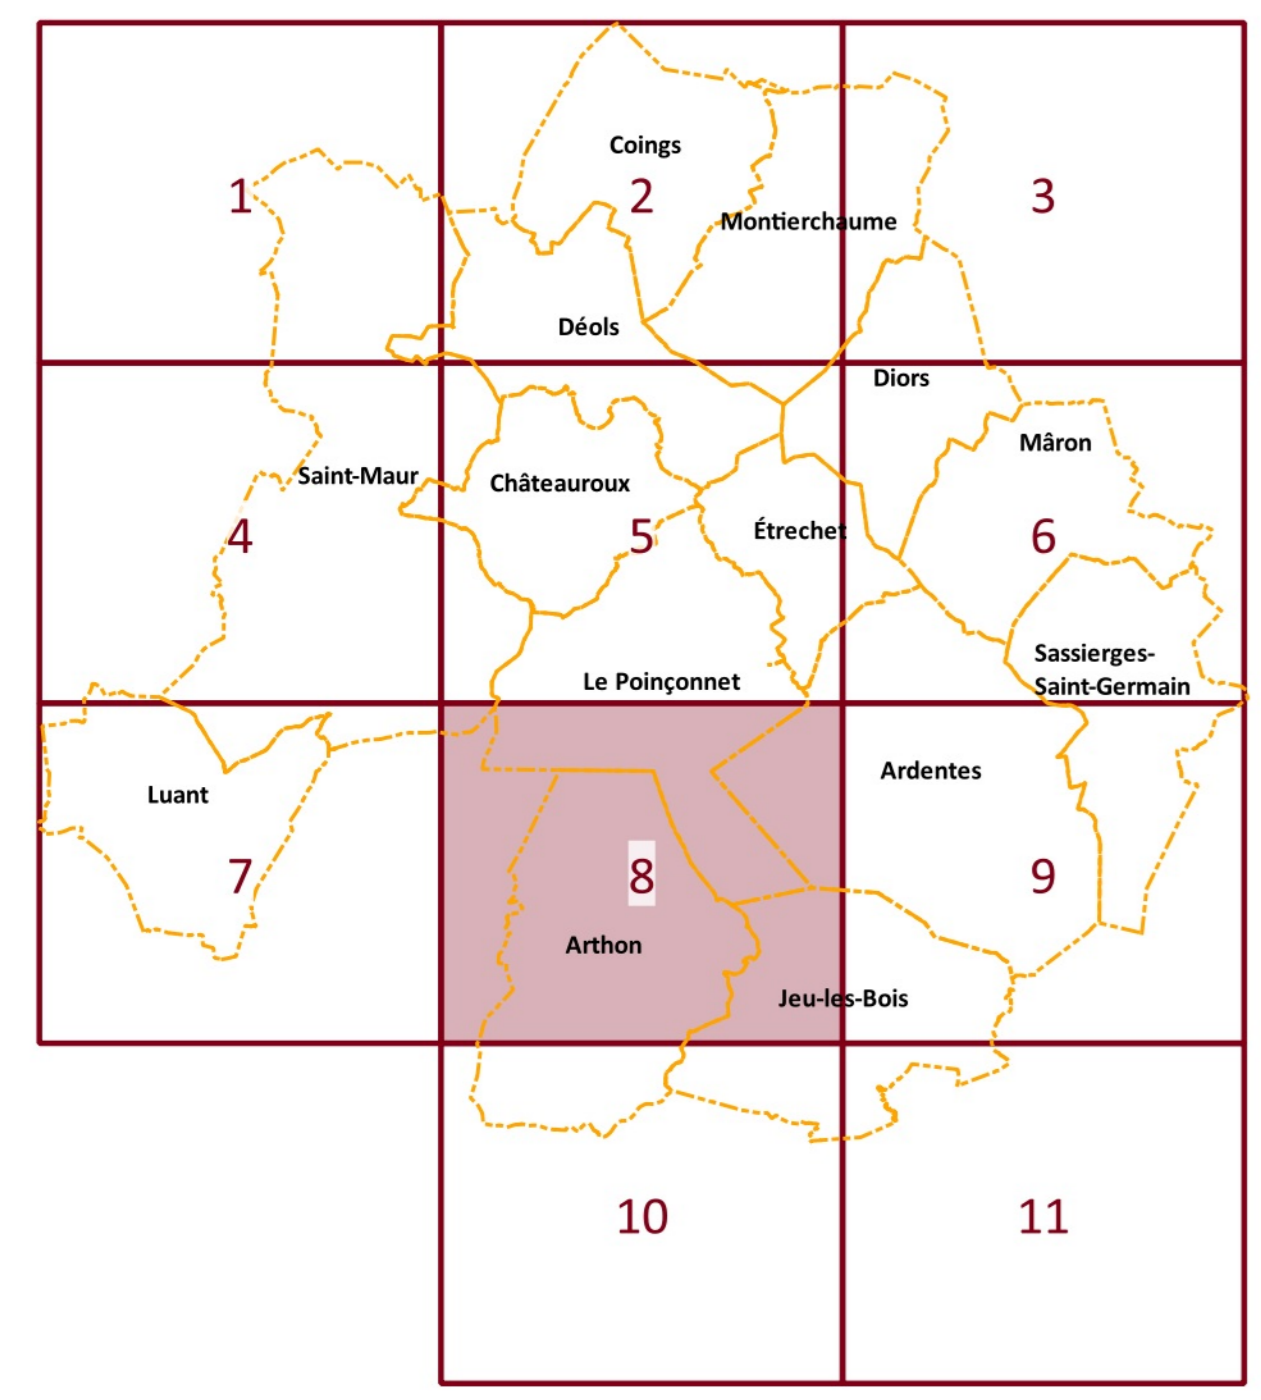 Coings
1
2
3
Montierchaume
Déols
Diors
Mâron
Saint-Maur
Châteauroux
Étrechet
4
5
6
Sassierges-
Saint-Germain
Le Poinçonnet
Ardentes
Luant
7
8
9
Arthon
Jeu-les-Bois
10
11